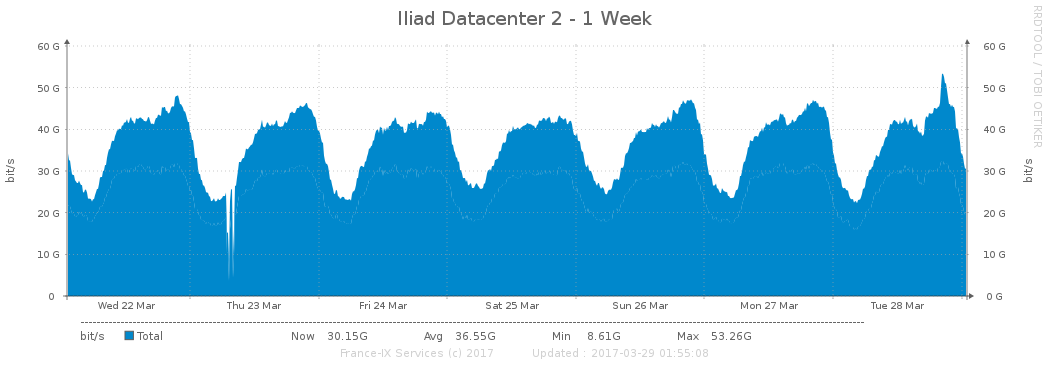 Iliad Datacenter 2 - 1 Week
RRDTOOL / TOBI OETIKER
60 G 60 G
50 G 50 G
40 G 40 G
30 G 30 G
20 G 20 G
10 G 10 G
0 0 G
bit/s bit/s
Wed 22 Mar Thu 23 Mar Fri 24 Mar Sat 25 Mar Sun 26 Mar Mon 27 Mar Tue 28 Mar
bit/s Total Now 30.15G Avg 36.55G Min 8.61G Max 53.26G
France-IX Services (c) 2017 Updated : 2017-03-29 01:55:08